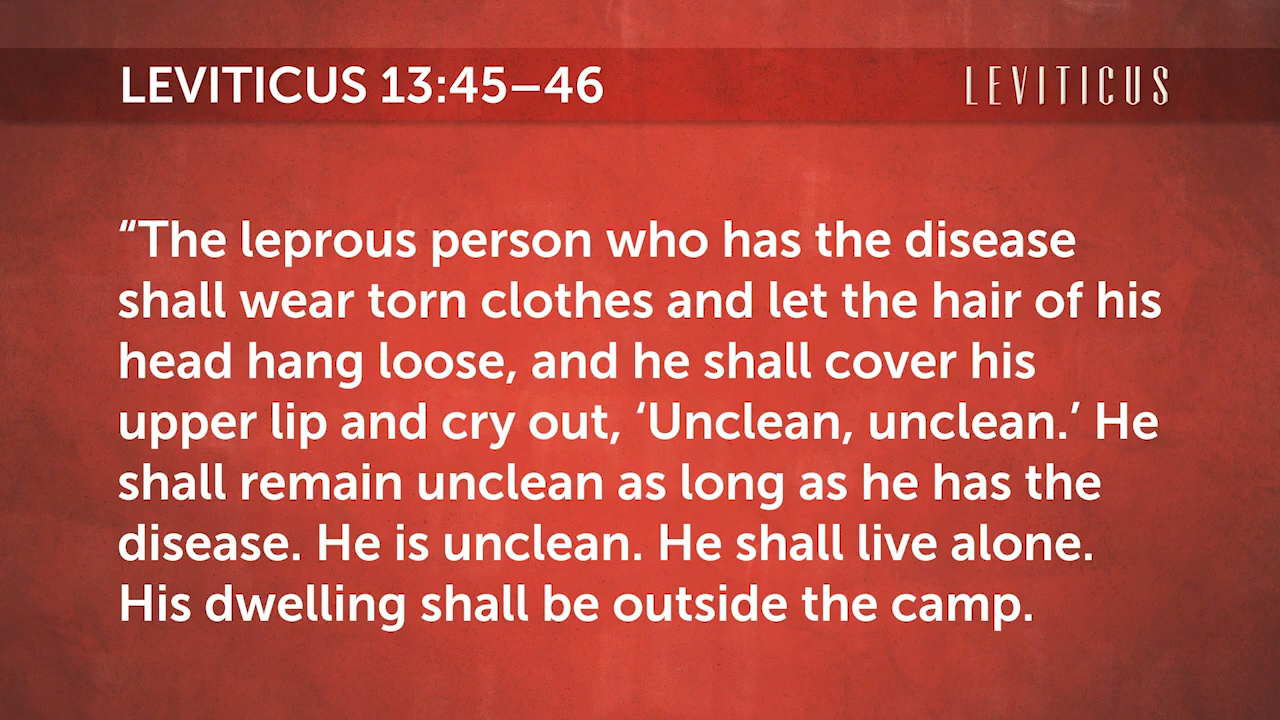 LEVITICUS 13:45–46
LEVITICUS
“The leprous person who has the disease
shall wear torn clothes and let the hair of his
head hang loose, and he shall cover his
upper lip and cry out, ‘Unclean, unclean.’ He
shall remain unclean as long as he has the
disease. He is unclean. He shall live alone.
His dwelling shall be outside the camp.